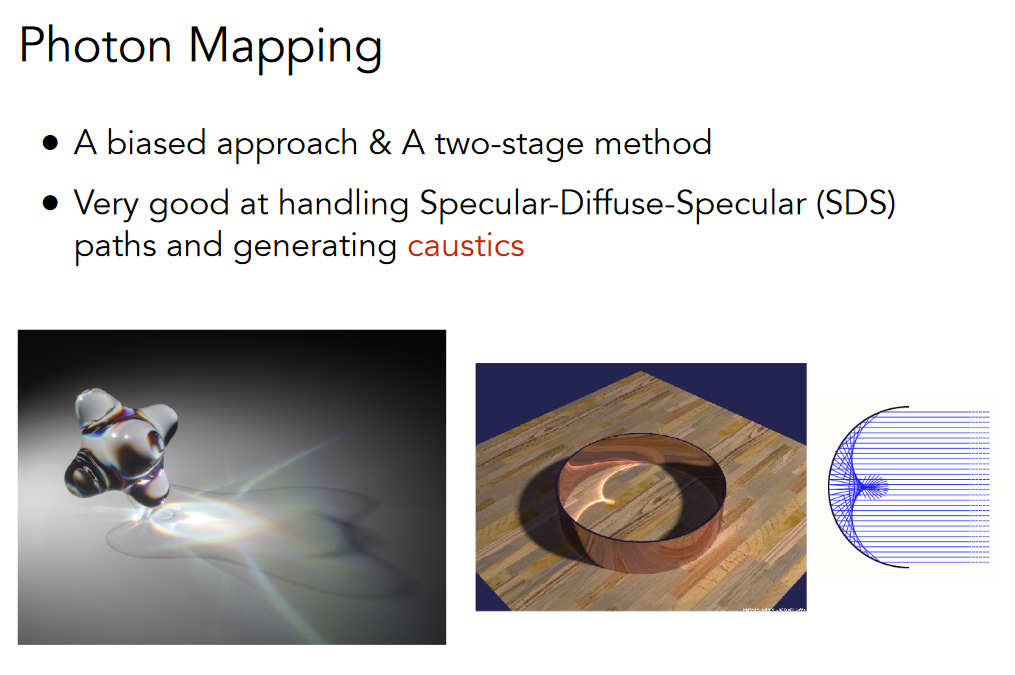 Photon Mapping
• A biased approach & A two-stage method
• Very good at handling Specular-Diffuse-Specular (SDS)
paths and generating caustics